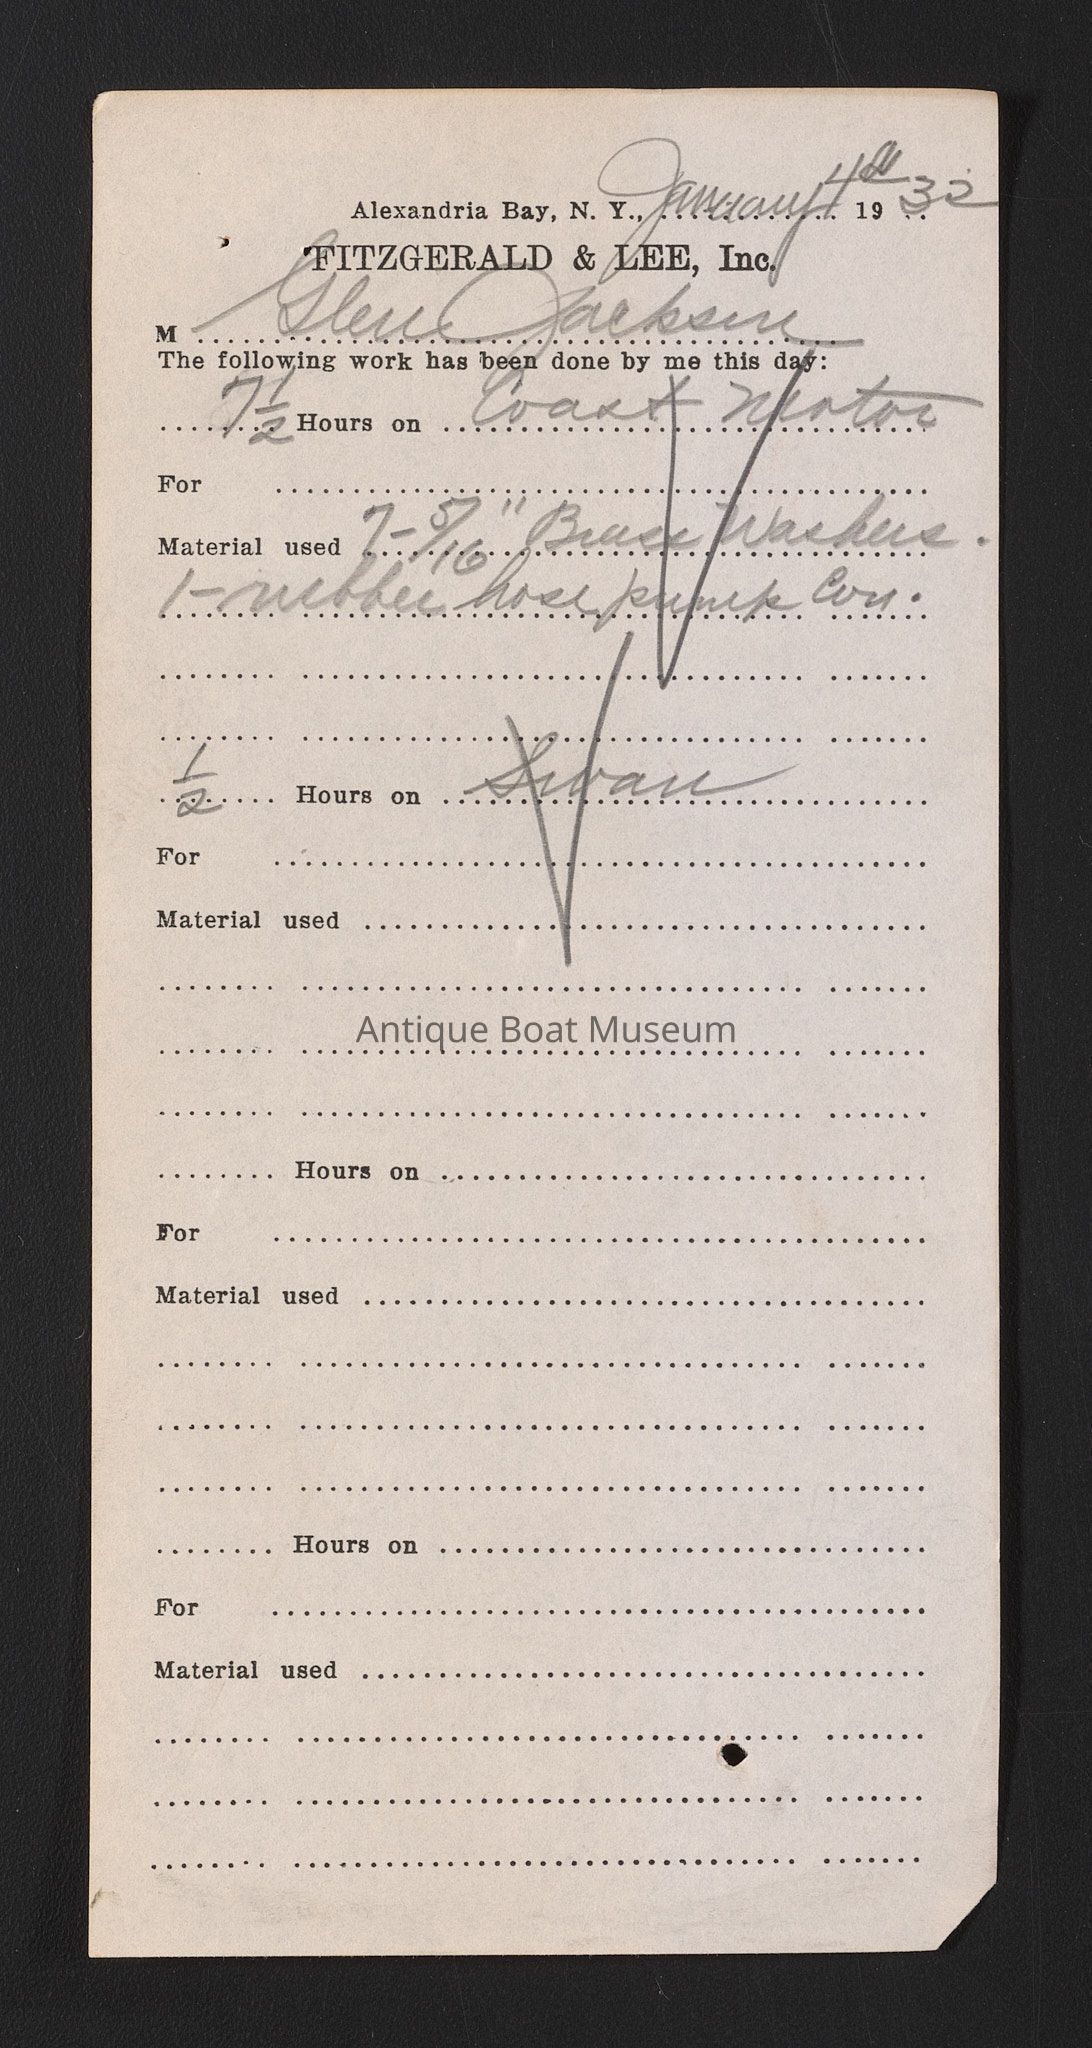 Alexandria Bay, N. Y., January 4th 1932
FITZGERALD & LEE, Inc.
M Glenn Jackson
The following work has been done by me this day:
7 1/2 Hours on Coast Motor
For
Material used 7 - 5/16" Brass Washers.
1 - rubber hose pump Con.
1/2 Hours on Swan
For
Material used
Antique Boat Museum
Hours on
For
Material used
Hours on
For
Material used